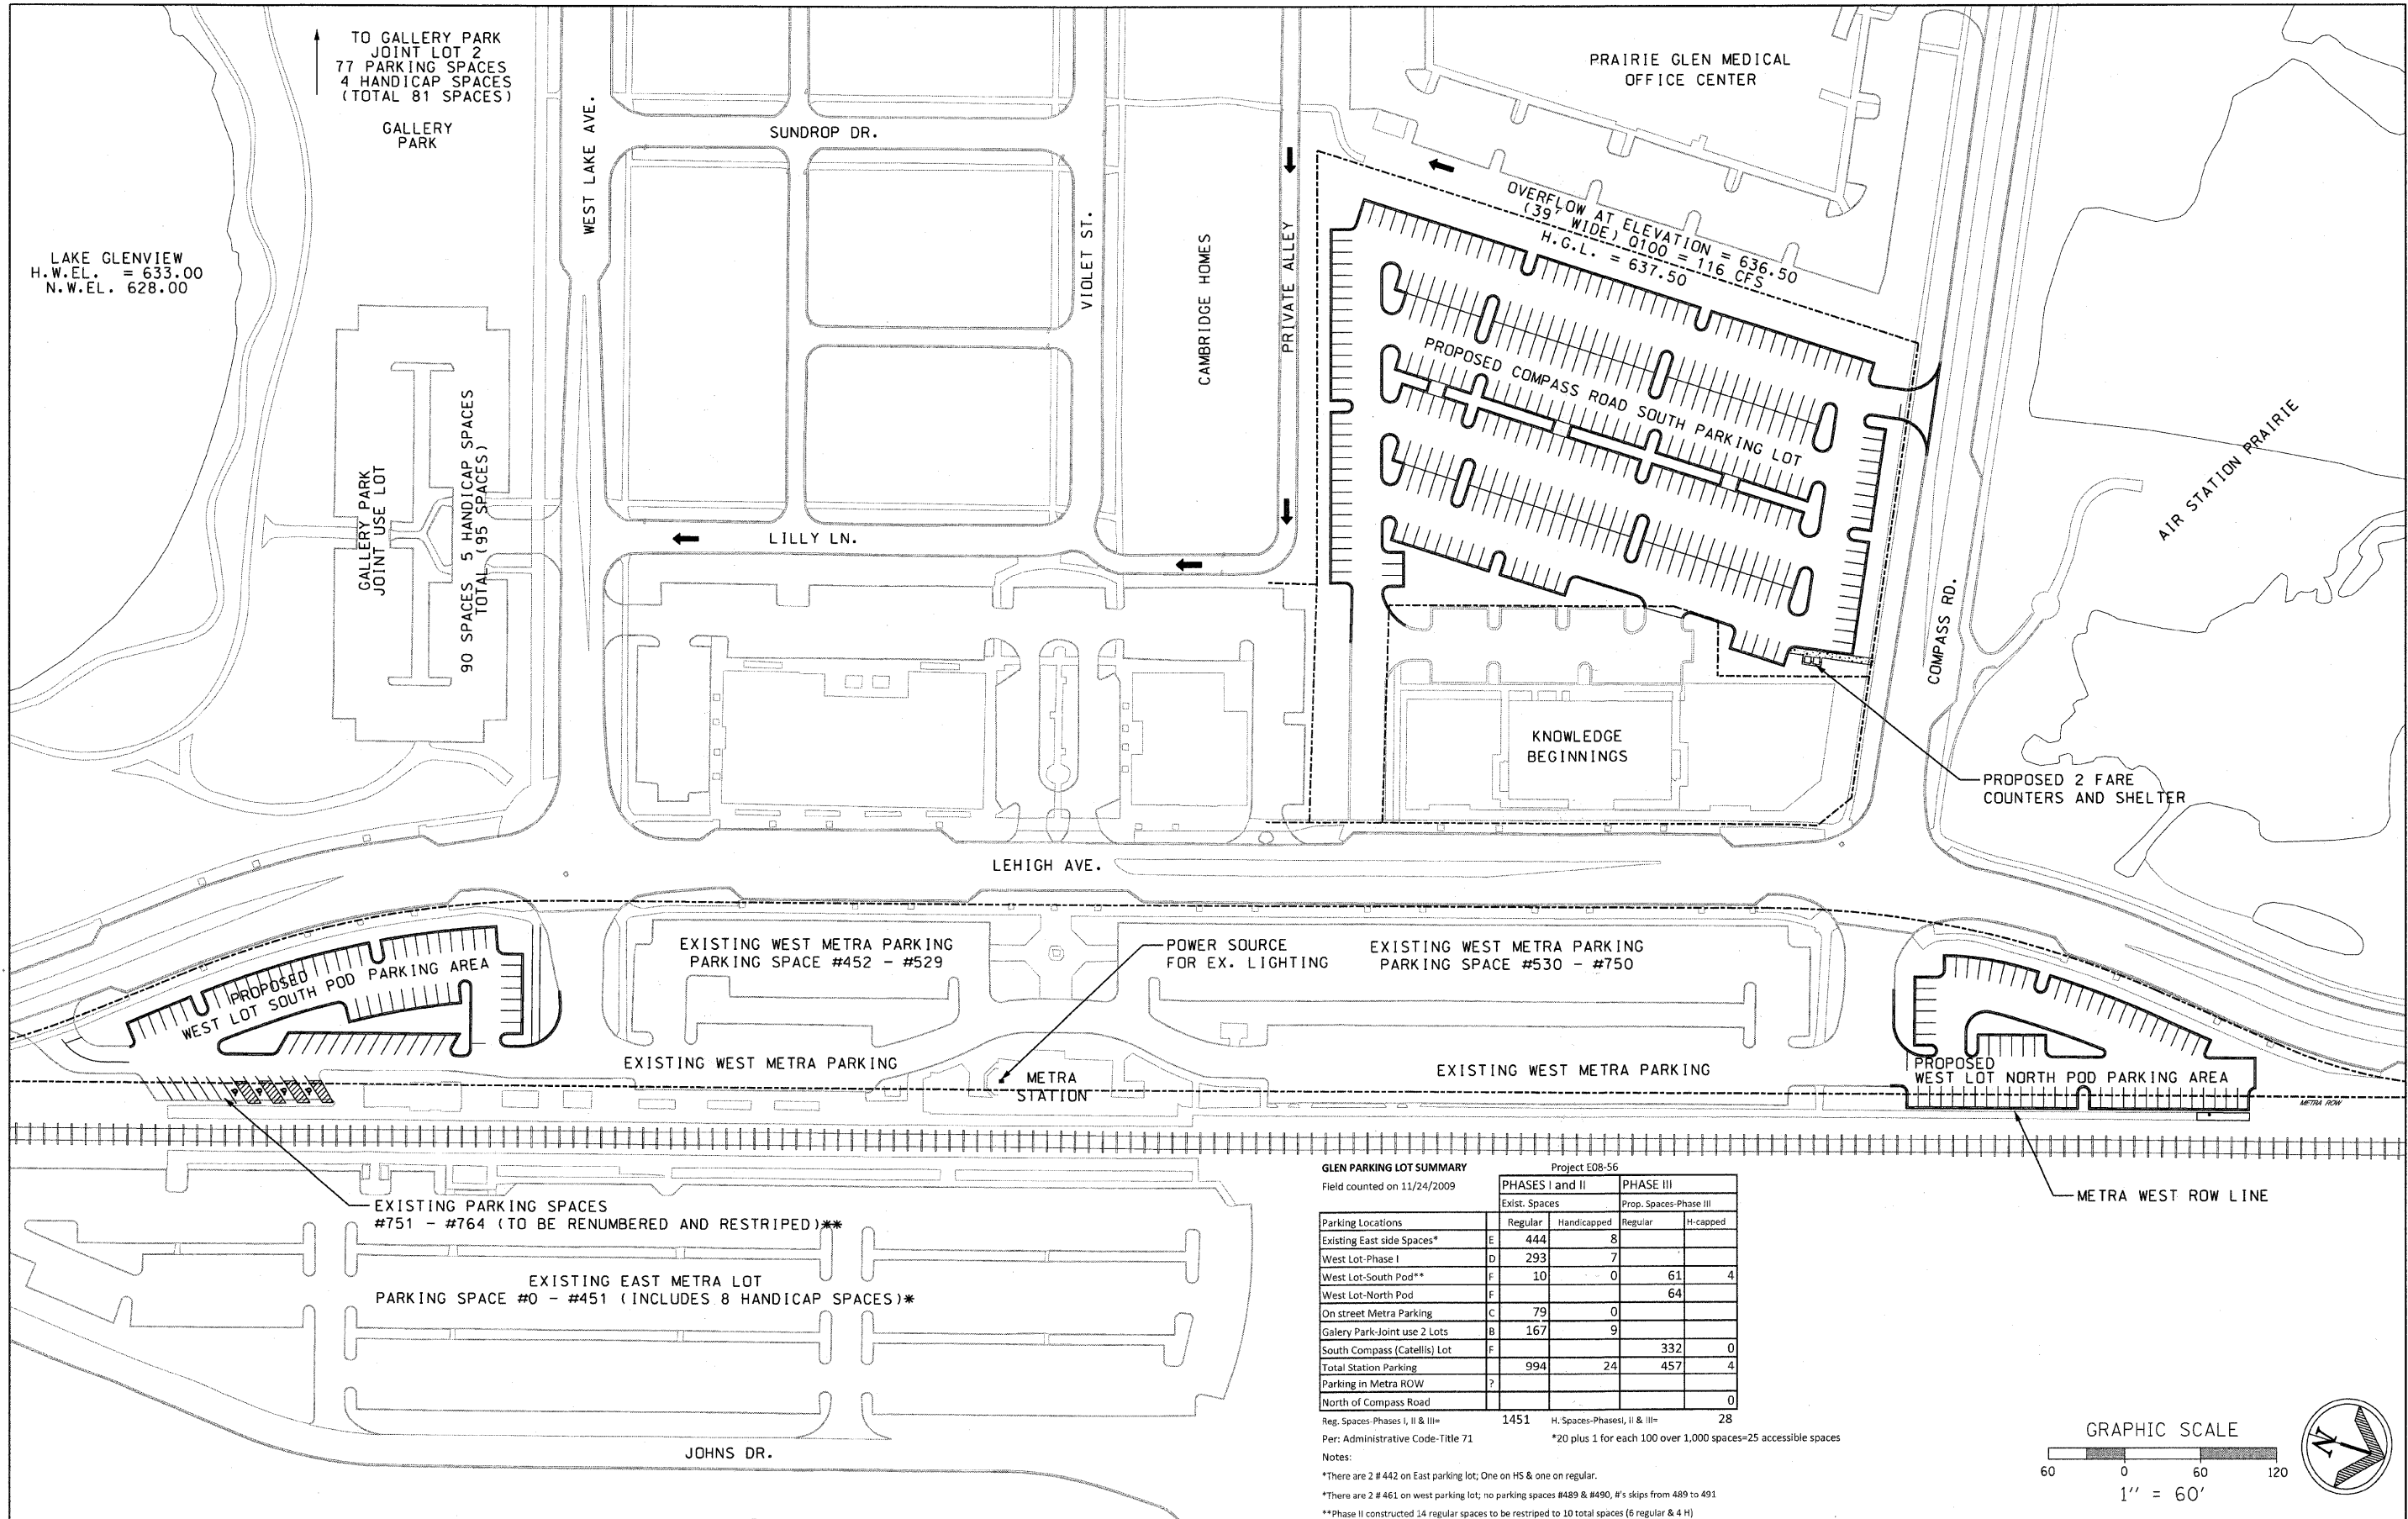 TO GALLERY PARK
JOINT LOT 2
77 PARKING SPACES
4 HANDICAP SPACES
(TOTAL 81 SPACES)
GALLERY
PARK
LAKE GLENVIEW
H.W.EL. = 633.00
N.W.EL. 628.00
WEST LAKE AVE.
SUNDROP DR.
VIOLET ST.
CAMBRIDGE HOMES
PRIVATE ALLEY
LILLY LN.
GALLERY PARK
JOINT USE LOT
90 SPACES 5 HANDICAP SPACES
TOTAL (95 SPACES)
PRAIRIE GLEN MEDICAL
OFFICE CENTER
OVERFLOW AT ELEVATION = 636.50
(39' WIDE) Q100 = 116 CFS
H.G.L. = 637.50
PROPOSED COMPASS ROAD SOUTH PARKING LOT
COMPASS RD.
AIR STATION PRAIRIE
KNOWLEDGE
BEGINNINGS
PROPOSED 2 FARE
COUNTERS AND SHELTER
LEHIGH AVE.
PROPOSED
WEST LOT SOUTH POD PARKING AREA
EXISTING WEST METRA PARKING
PARKING SPACE #452 - #529
POWER SOURCE
FOR EX. LIGHTING
EXISTING WEST METRA PARKING
PARKING SPACE #530 - #750
EXISTING WEST METRA PARKING
METRA
STATION
EXISTING WEST METRA PARKING
PROPOSED
WEST LOT NORTH POD PARKING AREA
METRA ROW
METRA WEST ROW LINE
EXISTING PARKING SPACES
#751 - #764 (TO BE RENUMBERED AND RESTRIPED)**
EXISTING EAST METRA LOT
PARKING SPACE #0 - #451 (INCLUDES 8 HANDICAP SPACES)*
JOHNS DR.
GLEN PARKING LOT SUMMARY Project E08-56
Field counted on 11/24/2009 PHASES I and II PHASE III
Exist. Spaces Prop. Spaces-Phase III
Parking Locations Regular Handicapped Regular H-capped
Existing East side Spaces* E 444 8
West Lot-Phase I D 293 7
West Lot-South Pod** F 10 0 61 4
West Lot-North Pod F 64
On street Metra Parking C 79 0
Galery Park-Joint use 2 Lots B 167 9
South Compass (Catellis) Lot F 332 0
Total Station Parking 994 24 457 4
Parking in Metra ROW ?
North of Compass Road 0
Reg. Spaces-Phases I, II & III= 1451 H. Spaces-PhasesI, II & III= 28
Per: Administrative Code-Title 71 *20 plus 1 for each 100 over 1,000 spaces=25 accessible spaces
Notes:
*There are 2 # 442 on East parking lot; One on HS & one on regular.
*There are 2 # 461 on west parking lot; no parking spaces #489 & #490, #'s skips from 489 to 491
**Phase II constructed 14 regular spaces to be restriped to 10 total spaces (6 regular & 4 H)
GRAPHIC SCALE
60 0 60 120
1'' = 60'
N